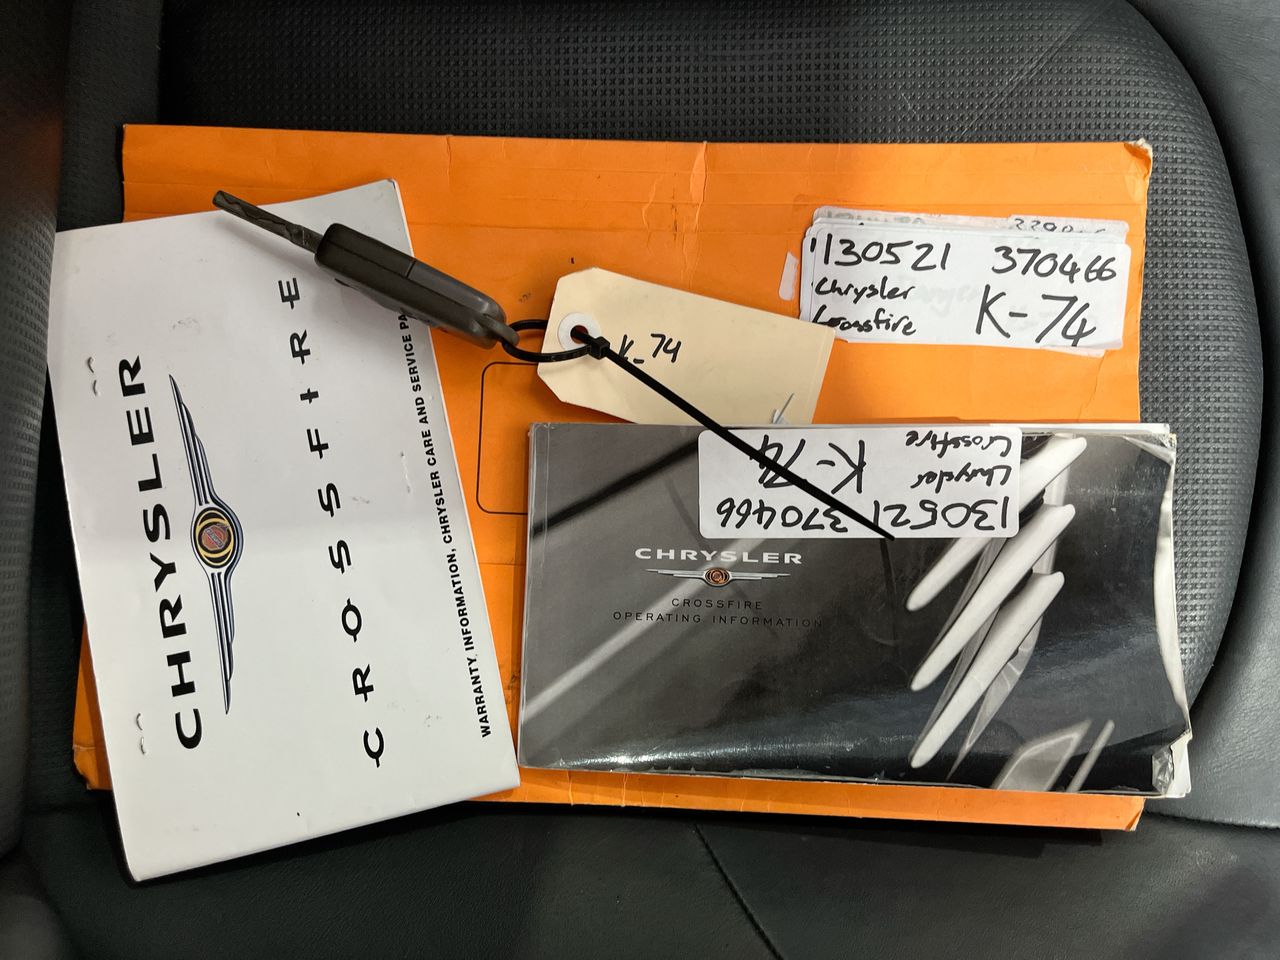 CHRYSLER
CROSSFIRE
WARRANTY INFORMATION, CHRYSLER CARE AND SERVICE
K-74
130521 370466
Chrysler
Crossfire K-74
130521 370466
Chrysler
Crossfire K-74
CHRYSLER
CROSSFIRE
OPERATING INFORMATION